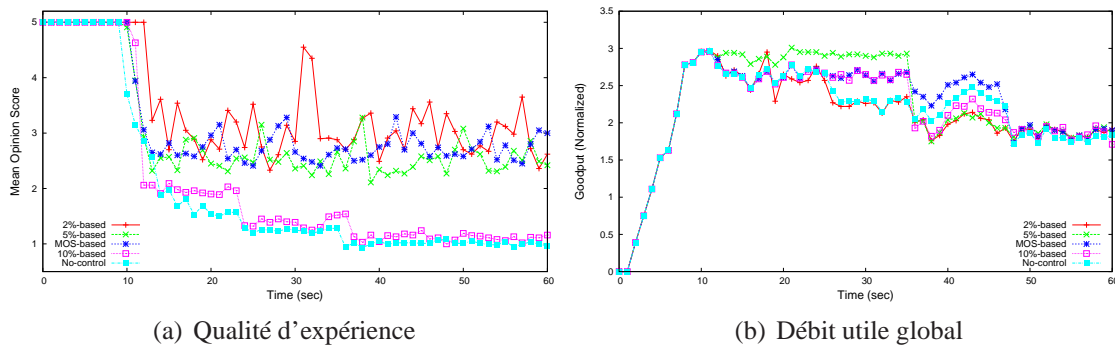 5
4
3
2
1
0 10 20 30 40 50 60
Mean Opinion Score
Time (sec)
2%-based
5%-based
MOS-based
10%-based
No-control
(a) Qualité d'expérience
3.5
3
2.5
2
1.5
1
0.5
0
0 10 20 30 40 50 60
Goodput (Normalized)
Time (sec)
2%-based
5%-based
MOS-based
10%-based
No-control
(b) Débit utile global